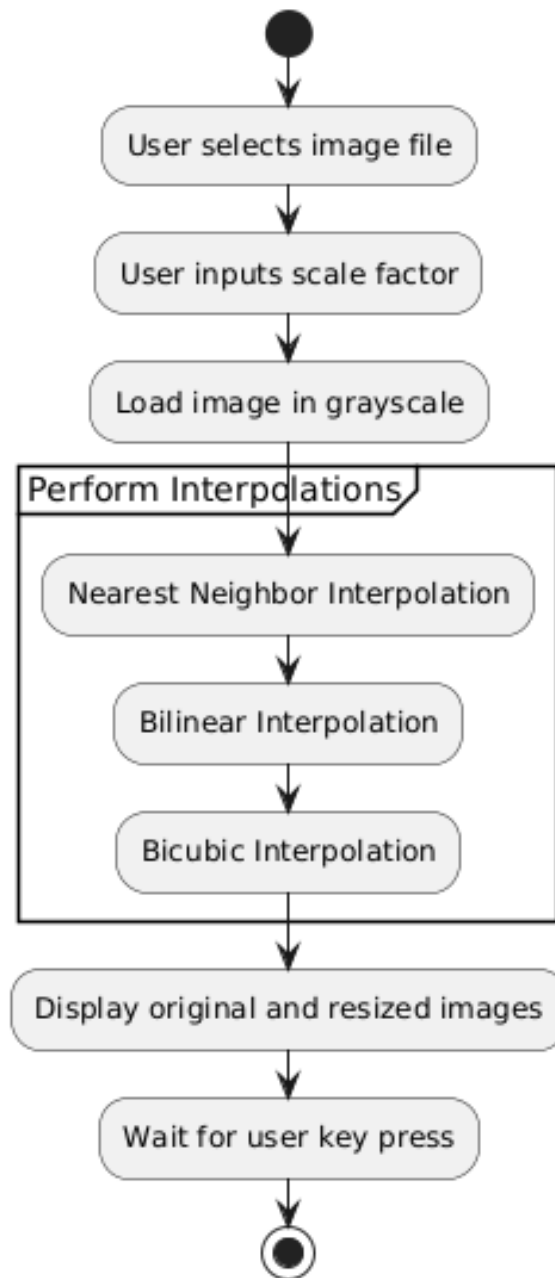 User selects image file
User inputs scale factor
Load image in grayscale
Perform Interpolations
Nearest Neighbor Interpolation
Bilinear Interpolation
Bicubic Interpolation
Display original and resized images
Wait for user key press